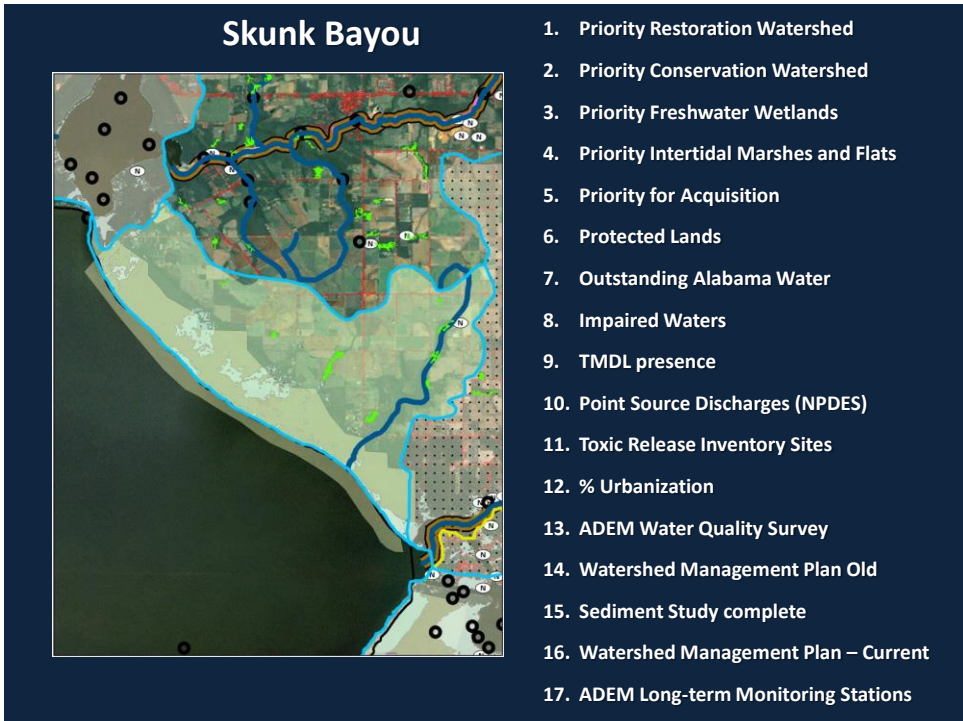 Skunk Bayou
1. Priority Restoration Watershed
2. Priority Conservation Watershed
3. Priority Freshwater Wetlands
4. Priority Intertidal Marshes and Flats
5. Priority for Acquisition
6. Protected Lands
7. Outstanding Alabama Water
8. Impaired Waters
9. TMDL presence
10. Point Source Discharges (NPDES)
11. Toxic Release Inventory Sites
12. % Urbanization
13. ADEM Water Quality Survey
14. Watershed Management Plan Old
15. Sediment Study complete
16. Watershed Management Plan – Current
17. ADEM Long-term Monitoring Stations
N
N
N
N
N
N
N
N
N
N
N
N
N